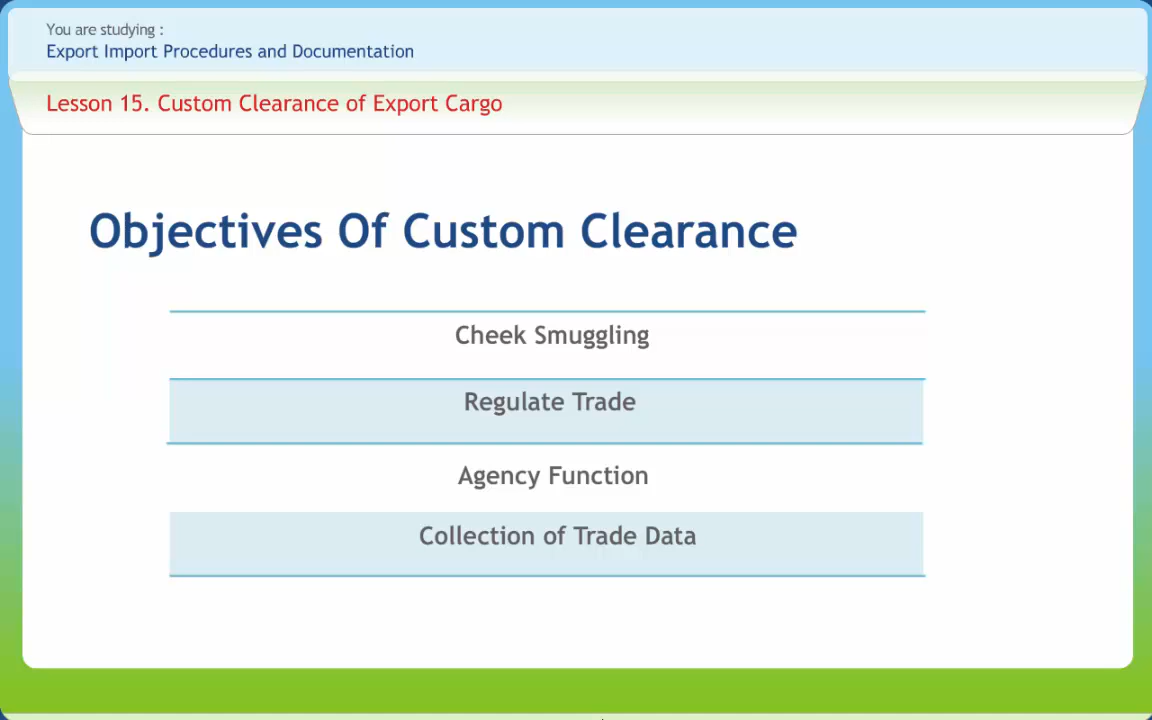 You are studying :
Export Import Procedures and Documentation
Lesson 15. Custom Clearance of Export Cargo
Objectives Of Custom Clearance
Cheek Smuggling
Regulate Trade
Agency Function
Collection of Trade Data